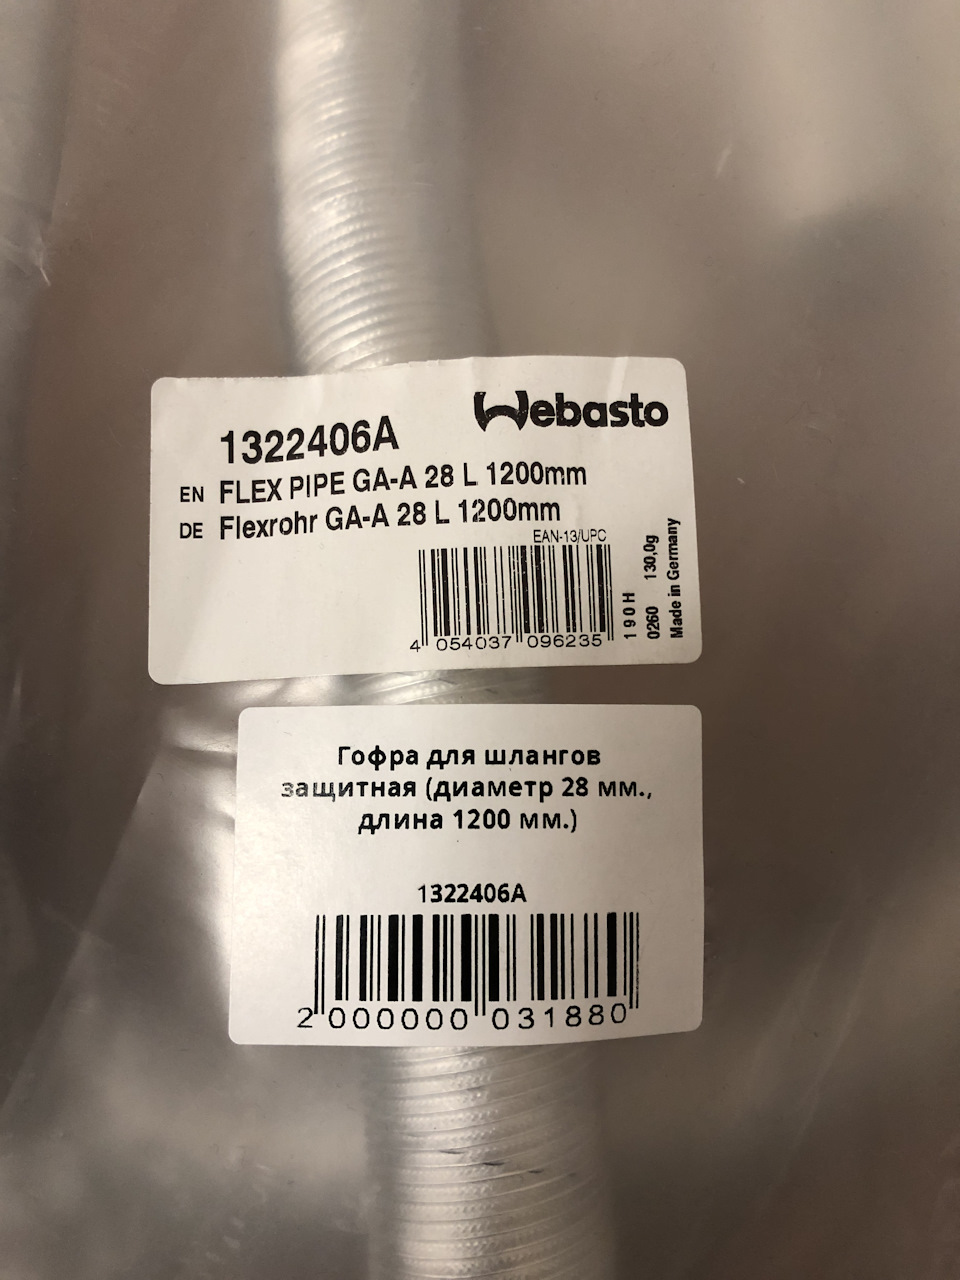 Webasto
1322406A
EN FLEX PIPE GA-A 28 L 1200mm
DE Flexrohr GA-A 28 L 1200mm
EAN-13/UPC
4 054037 096235
190H
0260 130,0g
Made in Germany
Гофра для шлангов
защитная (диаметр 28 мм.,
длина 1200 мм.)
1322406A
2 000000 031880